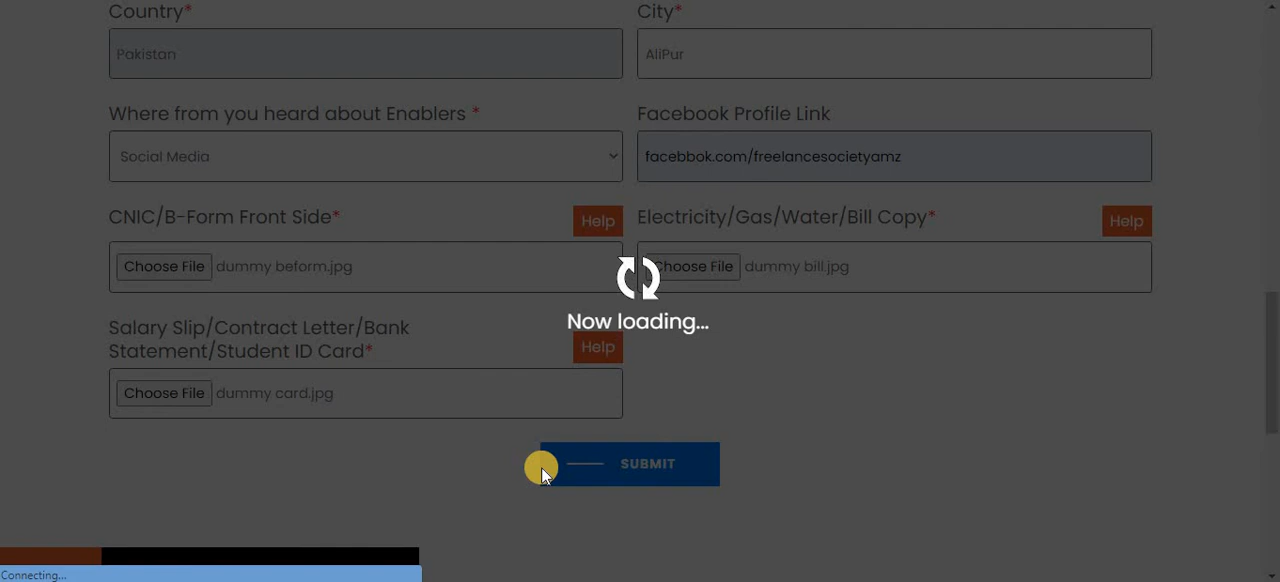 Country* City*
Pakistan AliPur
Where from you heard about Enablers * Facebook Profile Link
Social Media facebbok.com/freelancesocietyamz
CNIC/B-Form Front Side* Help Electricity/Gas/Water/Bill Copy* Help
Choose File dummy beform.jpg Choose File dummy bill.jpg
Now loading...
Salary Slip/Contract Letter/Bank
Statement/Student ID Card* Help
Choose File dummy card.jpg
SUBMIT
Connecting...